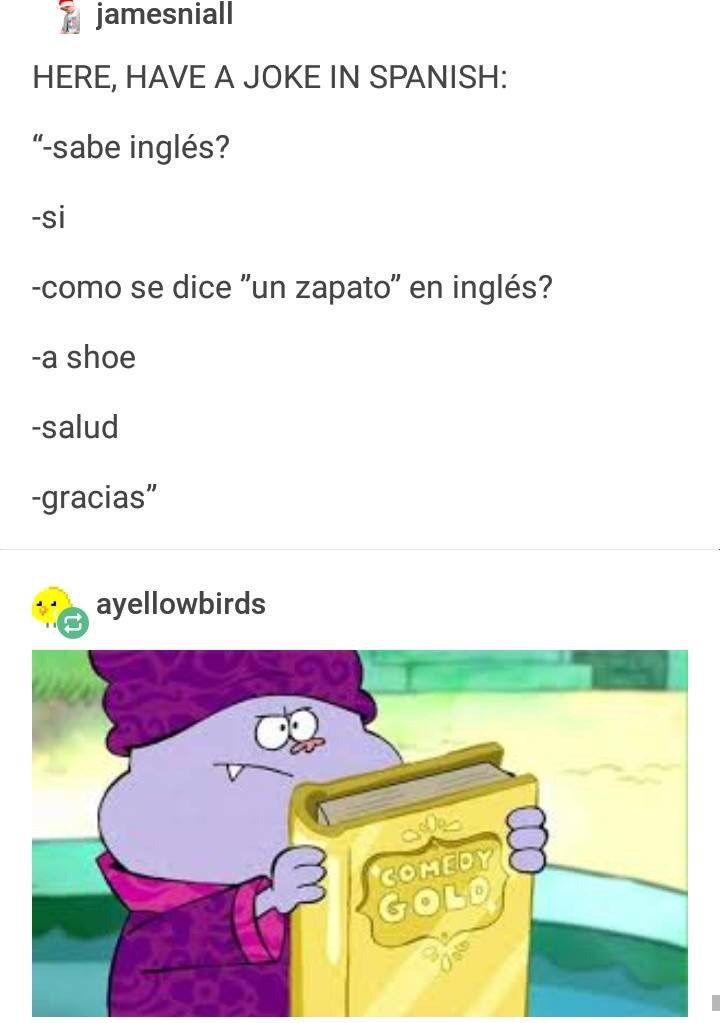 jamesniall
HERE, HAVE A JOKE IN SPANISH:
“-sabe inglés?
-si
-como se dice ”un zapato” en inglés?
-a shoe
-salud
-gracias”
ayellowbirds
COMEDY
GOLD